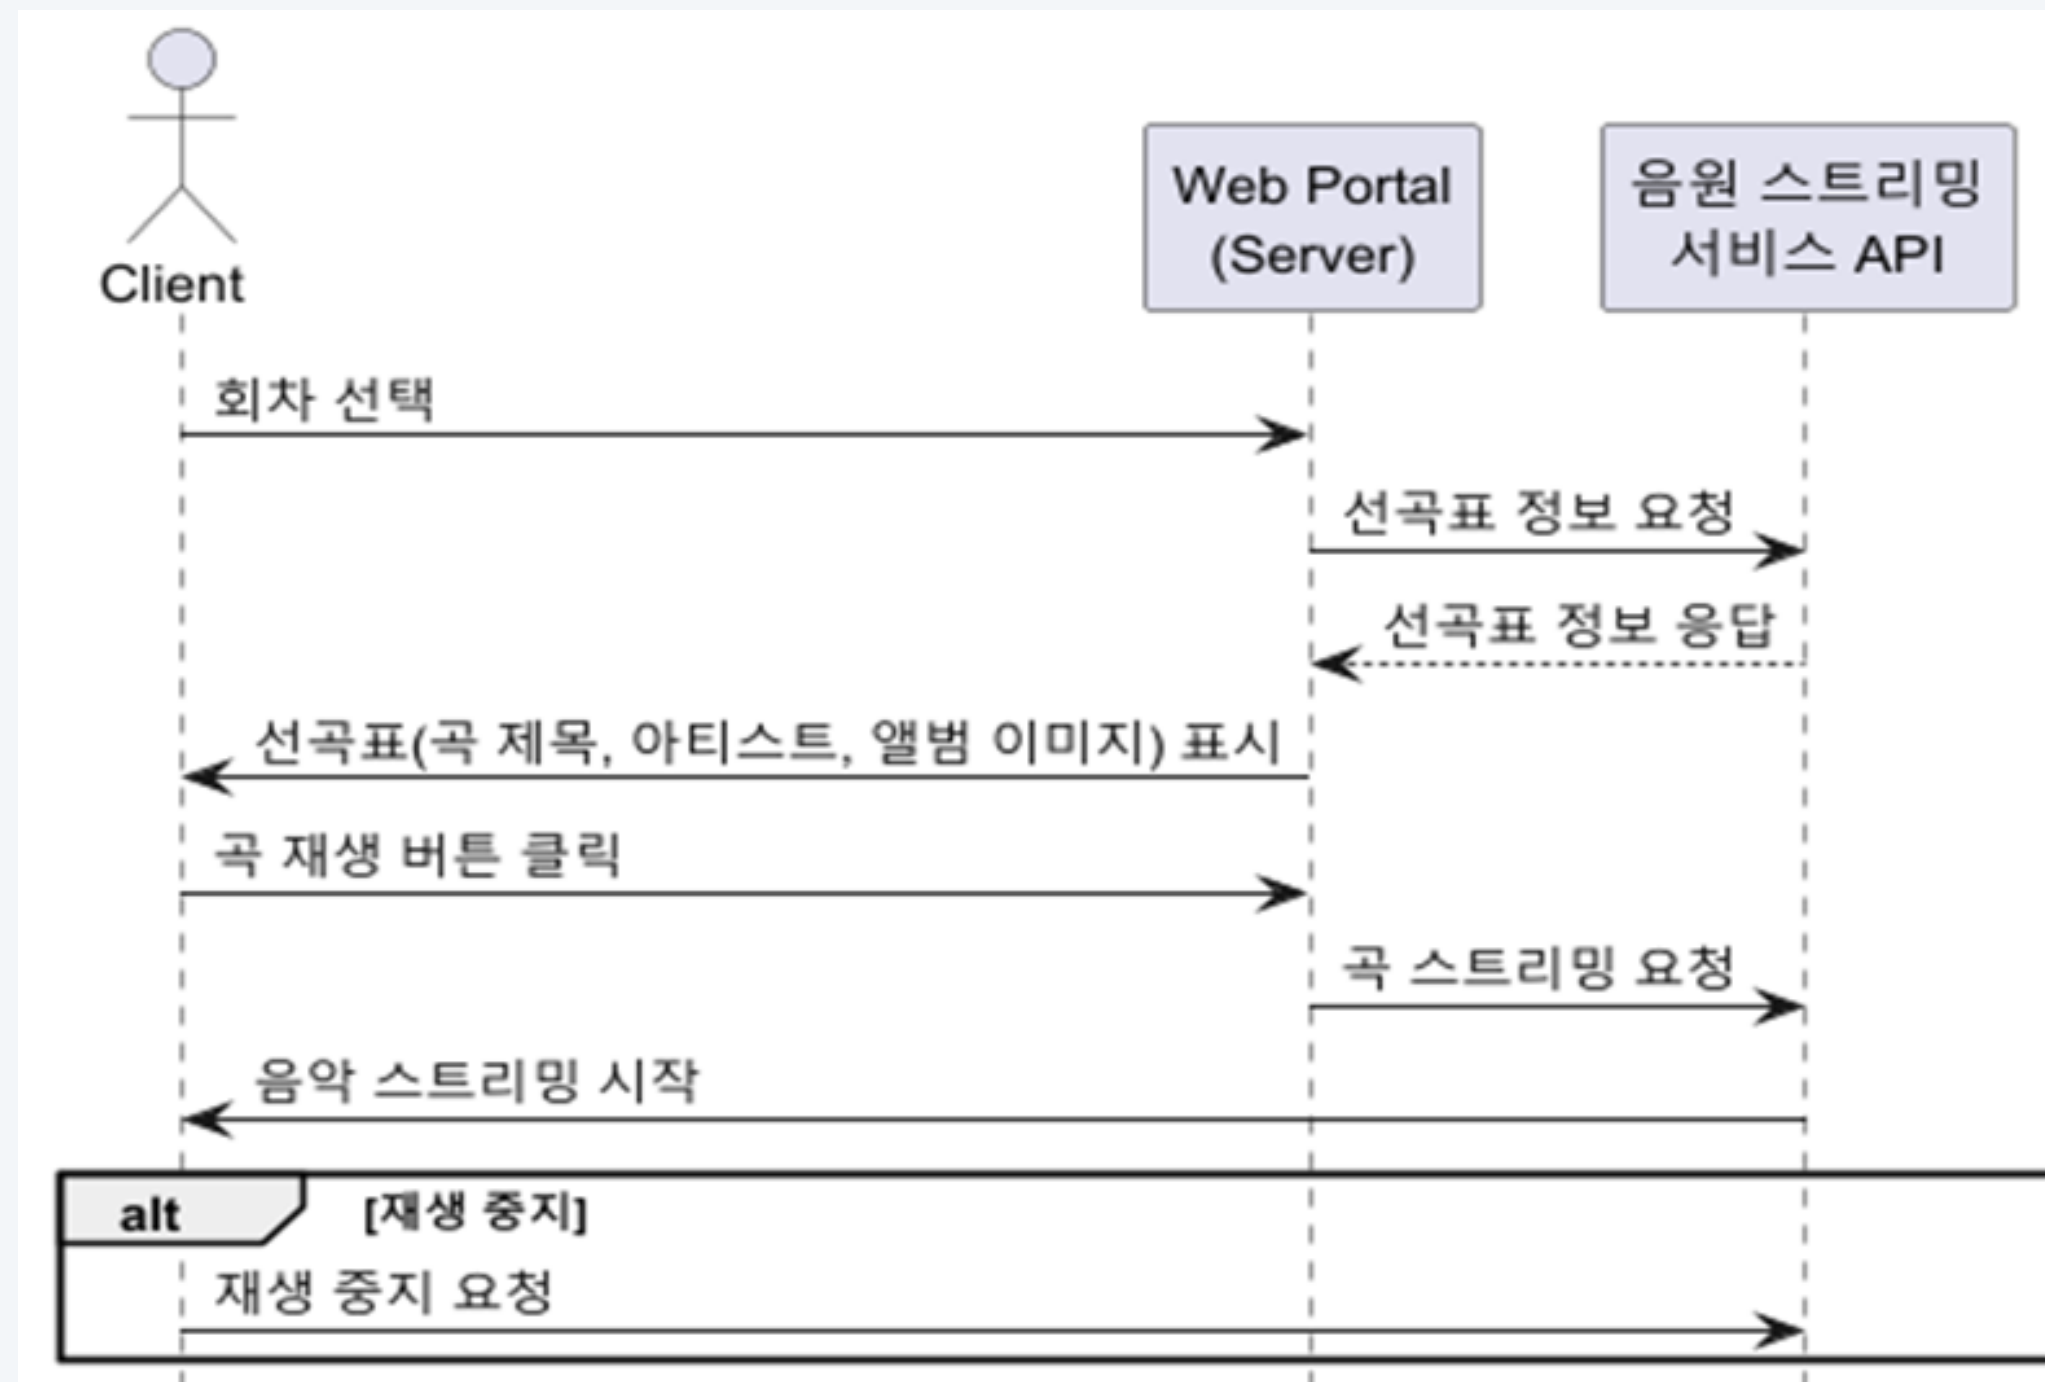 Client
Web Portal
(Server)
음원 스트리밍
서비스 API
회차 선택
선곡표 정보 요청
선곡표 정보 응답
선곡표(곡 제목, 아티스트, 앨범 이미지) 표시
곡 재생 버튼 클릭
곡 스트리밍 요청
음악 스트리밍 시작
alt [재생 중지]
재생 중지 요청